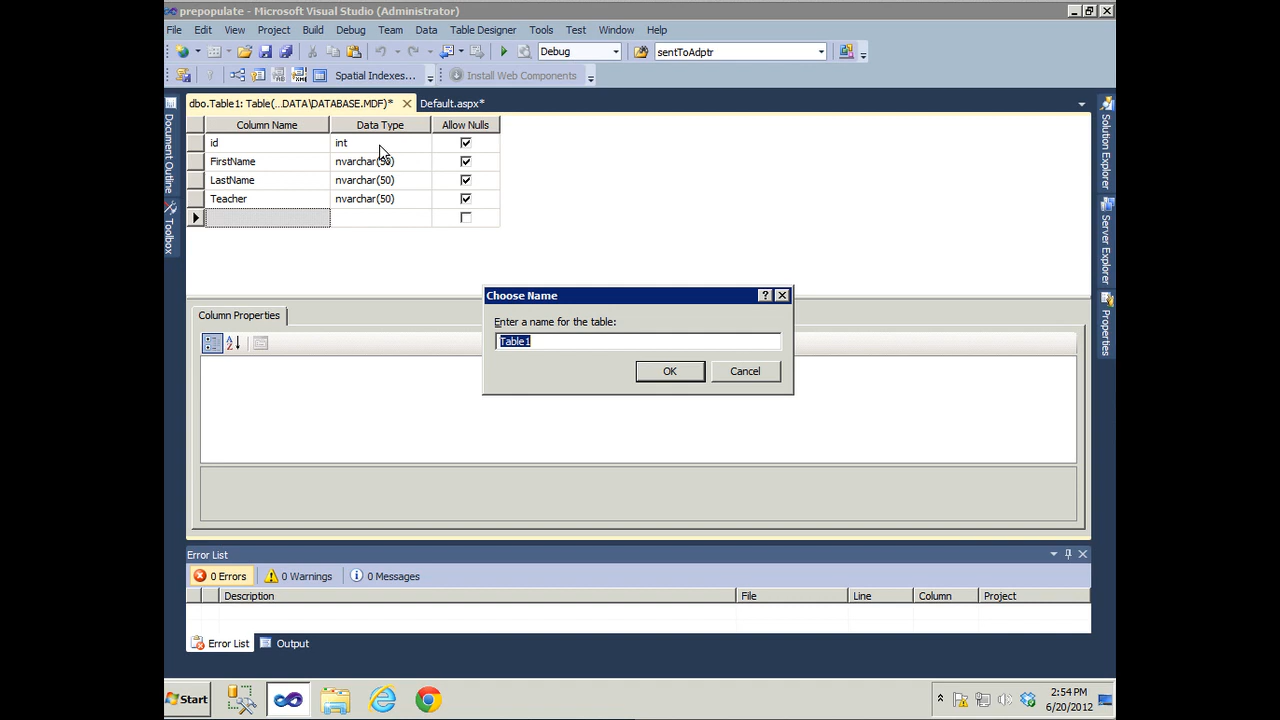 prepopulate - Microsoft Visual Studio (Administrator)
File Edit View Project Build Debug Team Data Table Designer Tools Test Window Help
Debug sentToAdptr
Spatial Indexes... Install Web Components
dbo.Table1: Table(...DATA\DATABASE.MDF)* Default.aspx*
Column Name Data Type Allow Nulls
id int
FirstName nvarchar(50)
LastName nvarchar(50)
Teacher nvarchar(50)
Document Outline
Toolbox
Solution Explorer
Server Explorer
Properties
Choose Name
Enter a name for the table:
Table1
OK Cancel
Column Properties
Error List
0 Errors 0 Warnings 0 Messages
Description File Line Column Project
Error List Output
Start
2:54 PM
6/20/2012